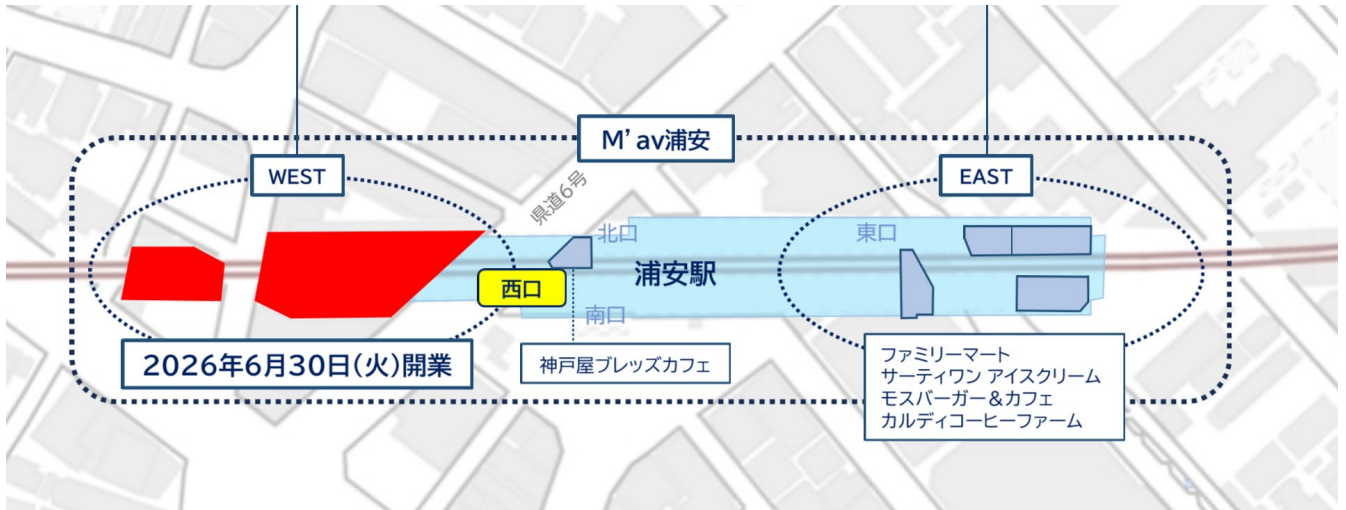 M’av浦安
WEST
EAST
県道6号
北口
東口
浦安駅
西口
南口
2026年6月30日(火)開業
神戸屋ブレッズカフェ
ファミリーマート
サーティワン アイスクリーム
モスバーガー&カフェ
カルディコーヒーファーム